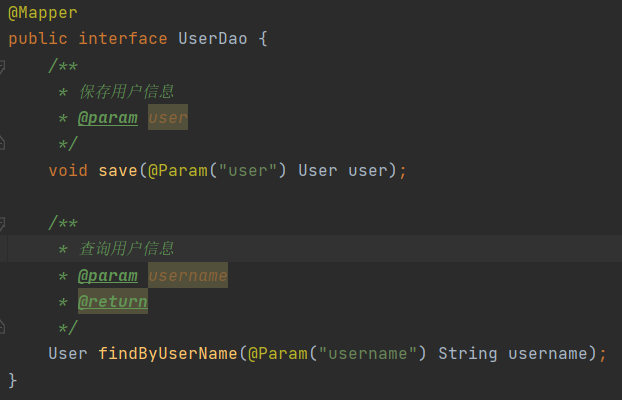 @Mapper
public interface UserDao {
/**
* 保存用户信息
* @param user
*/
void save(@Param("user") User user);
/**
* 查询用户信息
* @param username
* @return
*/
User findByUserName(@Param("username") String username);
}